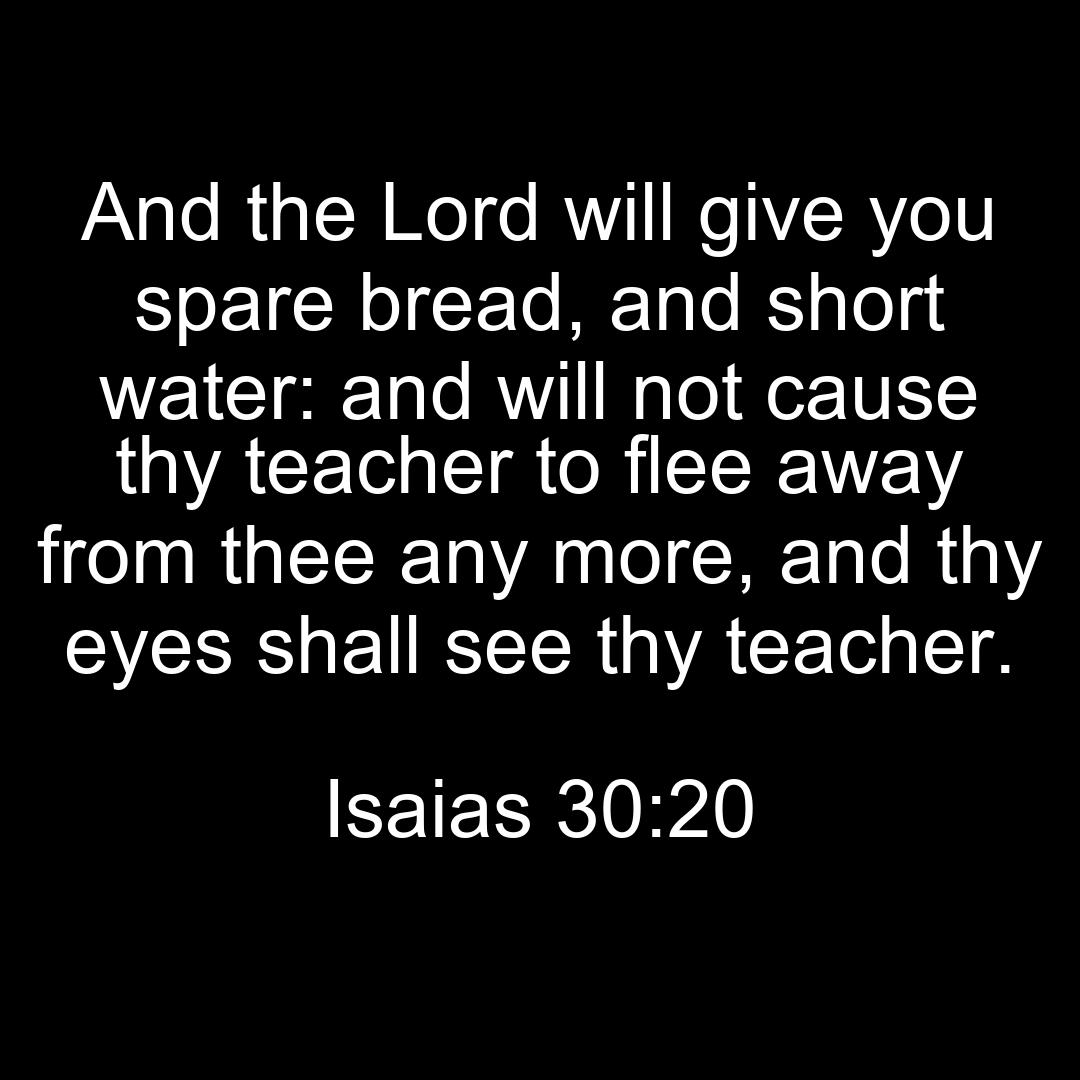 And the Lord will give you
spare bread, and short
water: and will not cause
thy teacher to flee away
from thee any more, and thy
eyes shall see thy teacher.
Isaias 30:20